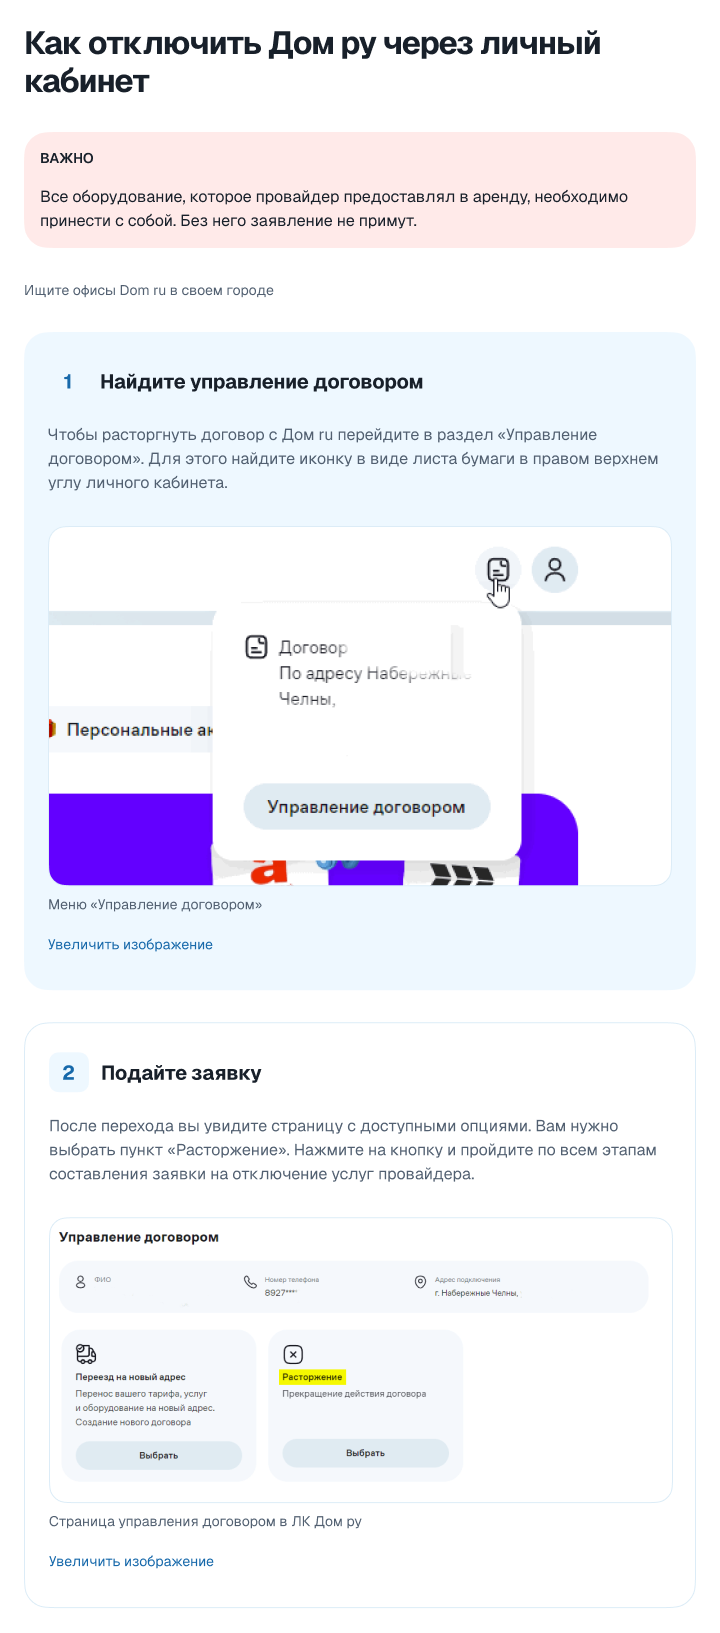 Как отключить Дом ру через личный
кабинет
ВАЖНО
Все оборудование, которое провайдер предоставлял в аренду, необходимо
принести с собой. Без него заявление не примут.
Ищите офисы Dom ru в своем городе
1 Найдите управление договором
Чтобы расторгнуть договор с Дом ru перейдите в раздел «Управление
договором». Для этого найдите иконку в виде листа бумаги в правом верхнем
углу личного кабинета.
Договор
По адресу Набережные
Челны,
Персональные ак
Управление договором
а
Меню «Управление договором»
Увеличить изображение
2 Подайте заявку
После перехода вы увидите страницу с доступными опциями. Вам нужно
выбрать пункт «Расторжение». Нажмите на кнопку и пройдите по всем этапам
составления заявки на отключение услуг провайдера.
Управление договором
ФИО
Номер телефона
8927***
Адрес подключения
г. Набережные Челны,
Переезд на новый адрес
Перенос вашего тарифа, услуг
и оборудование на новый адрес.
Создание нового договора
Выбрать
Расторжение
Прекращение действия договора
Выбрать
Страница управления договором в ЛК Дом ру
Увеличить изображение